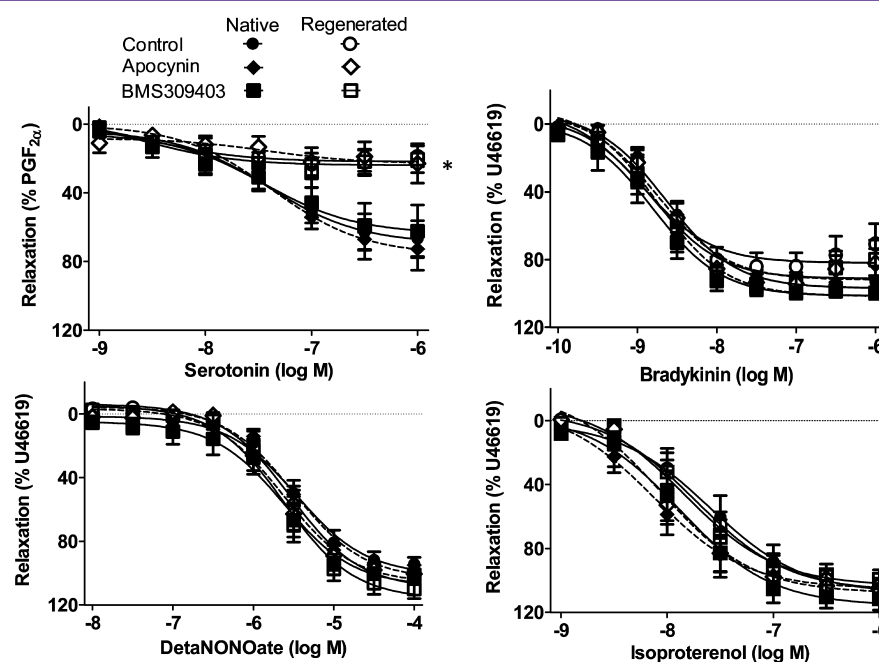 Native Regenerated
Control
Apocynin
BMS309403
Relaxation (% PGF2α)
0
40
80
120
-9 -8 -7 -6
Serotonin (log M)
*
Relaxation (% U46619)
0
40
80
120
-10 -9 -8 -7 -6
Bradykinin (log M)
Relaxation (% U46619)
0
40
80
120
-8 -7 -6 -5 -4
DetaNONOate (log M)
Relaxation (% U46619)
0
40
80
120
-9 -8 -7 -6
Isoproterenol (log M)